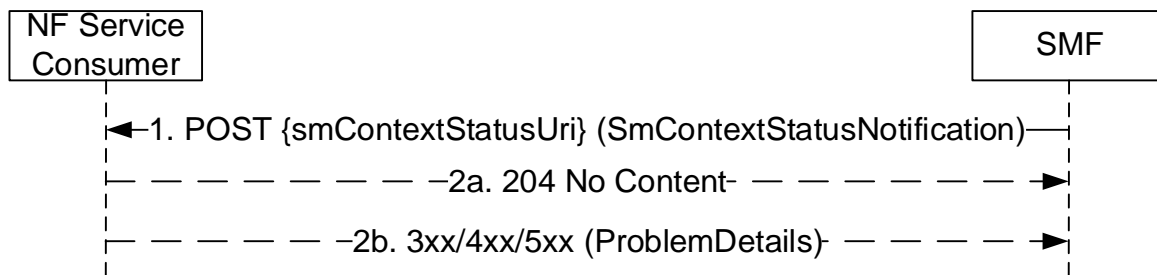 NF Service
Consumer
SMF
1. POST {smContextStatusUri} (SmContextStatusNotification)
2a. 204 No Content
2b. 3xx/4xx/5xx (ProblemDetails)